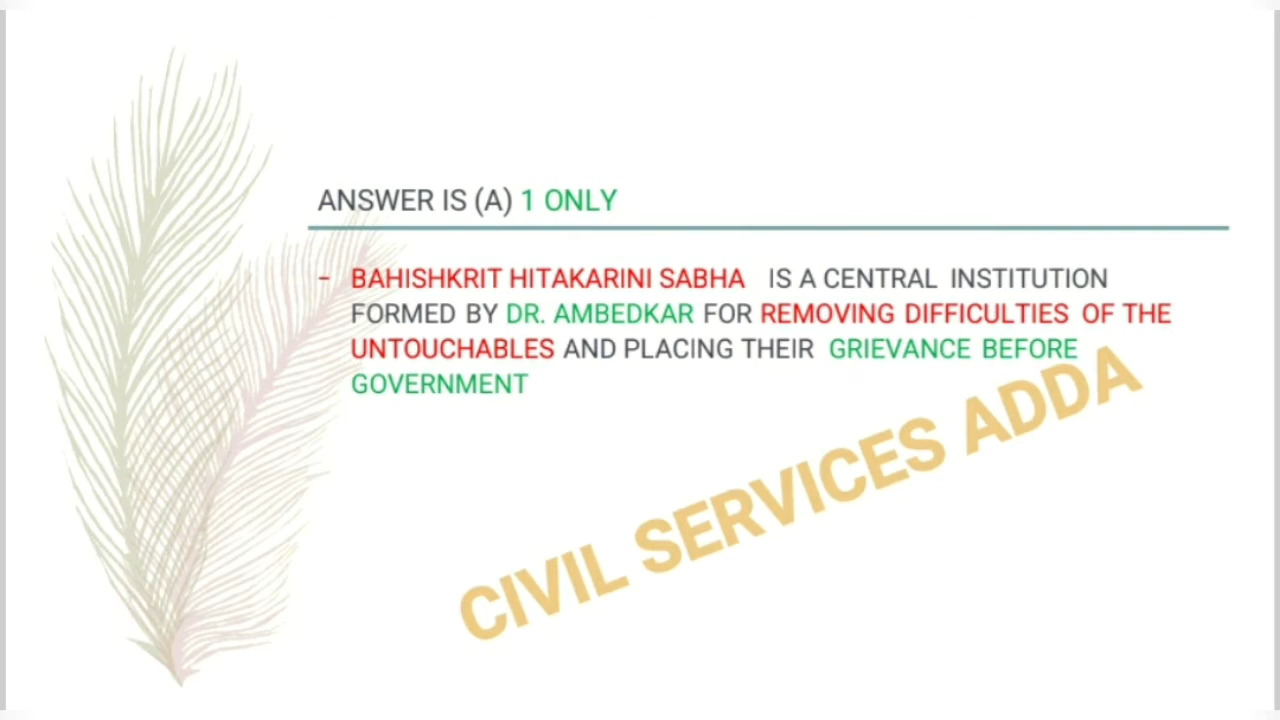 ANSWER IS (A) 1 ONLY
- BAHISHKRIT HITAKARINI SABHA IS A CENTRAL INSTITUTION
FORMED BY DR. AMBEDKAR FOR REMOVING DIFFICULTIES OF THE
UNTOUCHABLES AND PLACING THEIR GRIEVANCE BEFORE
GOVERNMENT
CIVIL SERVICES ADDA